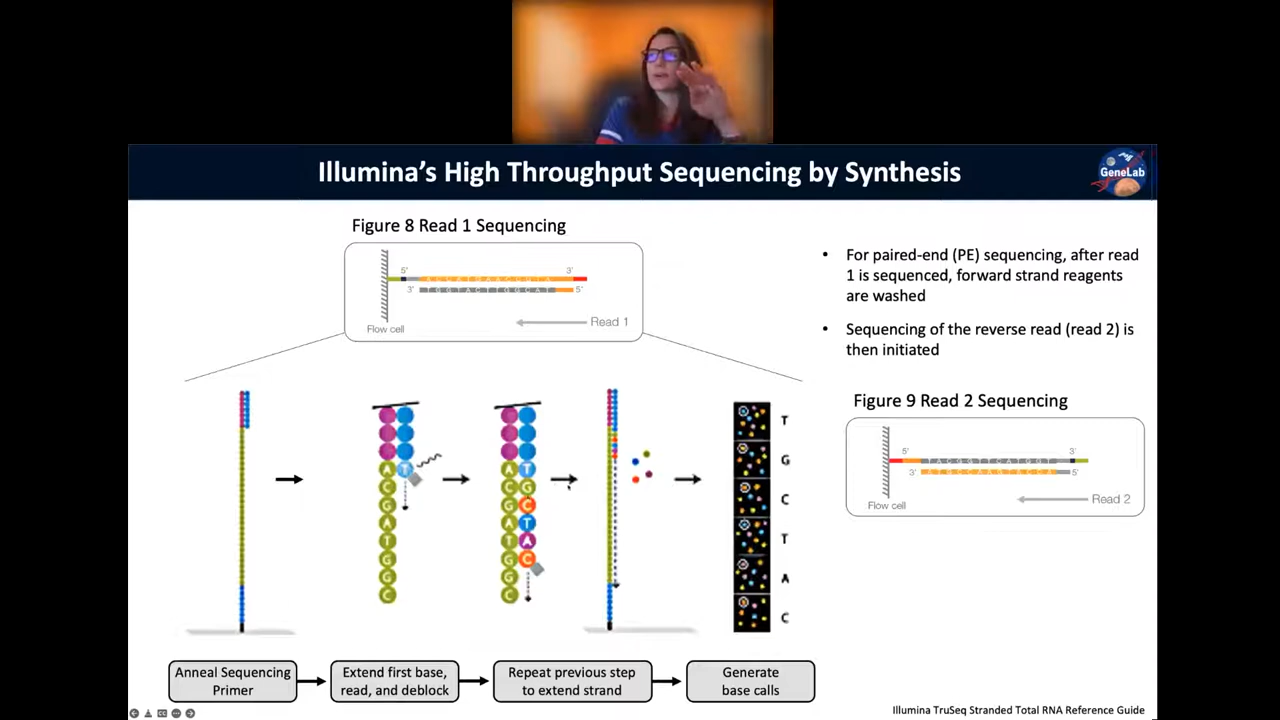 Illumina's High Throughput Sequencing by Synthesis
GeneLab
Figure 8 Read 1 Sequencing
5'
3'
3'
5'
Read 1
Flow cell
For paired-end (PE) sequencing, after read
1 is sequenced, forward strand reagents
are washed
Sequencing of the reverse read (read 2) is
then initiated
Figure 9 Read 2 Sequencing
5'
3'
3'
5'
Read 2
Flow cell
A T
C
G
A
T
G
G
C
A T
C G
G C
A T
T A
G C
G
C
T
G
C
T
A
C
Anneal Sequencing
Primer
Extend first base,
read, and deblock
Repeat previous step
to extend strand
Generate
base calls
Illumina TruSeq Stranded Total RNA Reference Guide